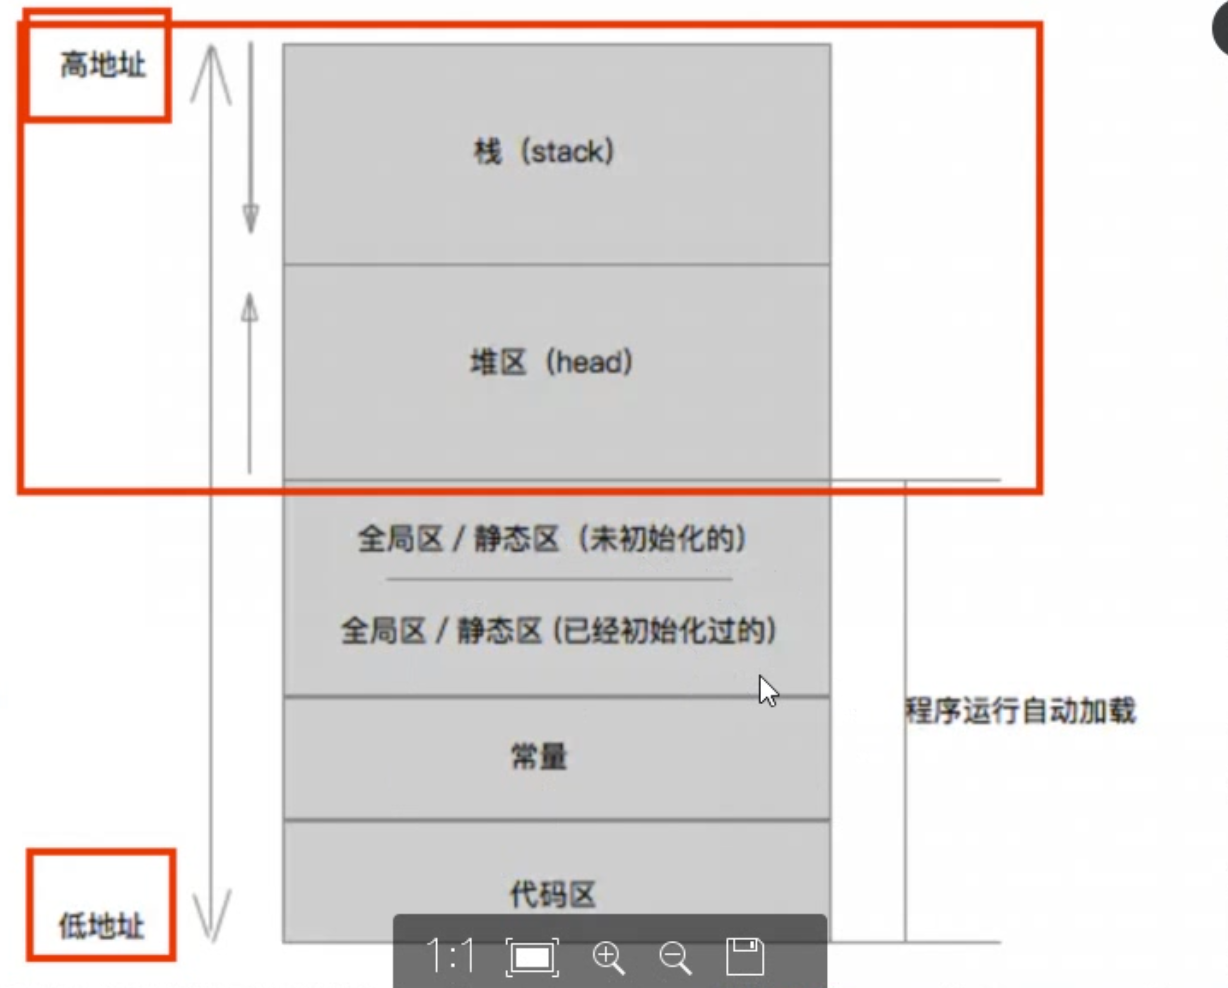 高地址
栈（stack）
堆区（head）
全局区 / 静态区（未初始化的）
全局区 / 静态区 (已经初始化过的)
程序运行自动加载
常量
代码区
低地址
1:1